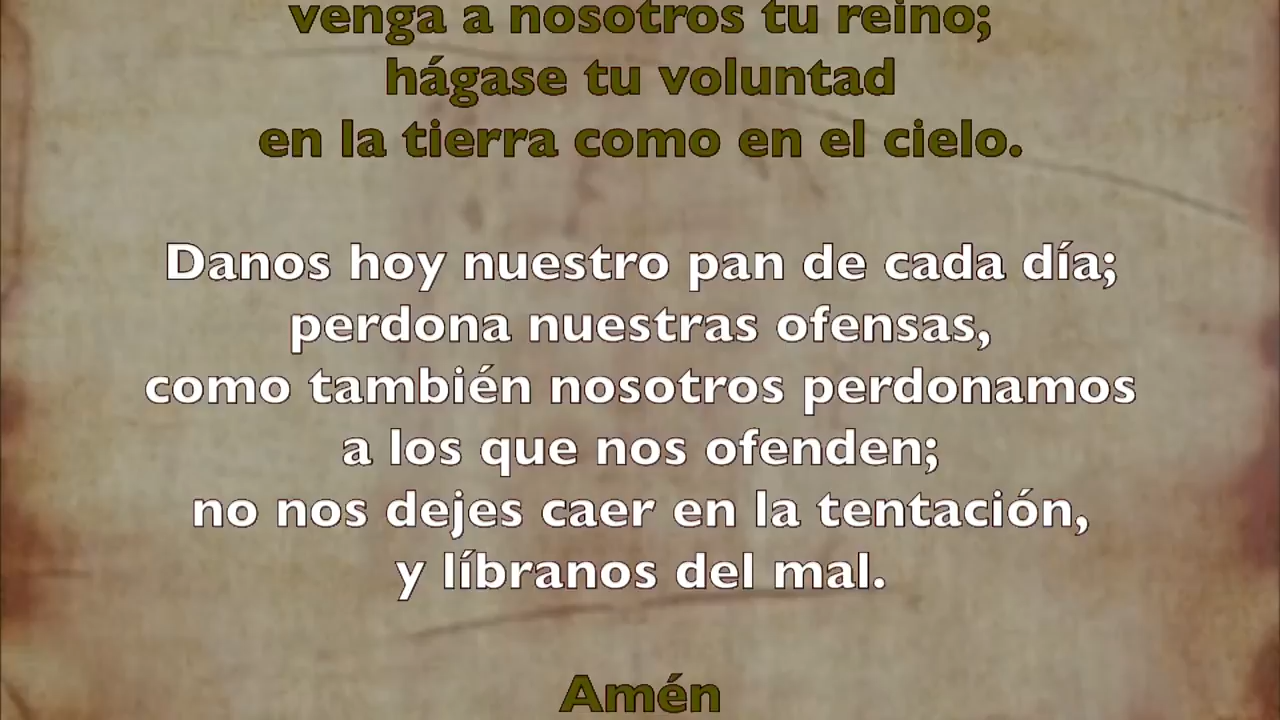 venga a nosotros tu reino;
hágase tu voluntad
en la tierra como en el cielo.
Danos hoy nuestro pan de cada día;
perdona nuestras ofensas,
como también nosotros perdonamos
a los que nos ofenden;
no nos dejes caer en la tentación,
y líbranos del mal.
Amén